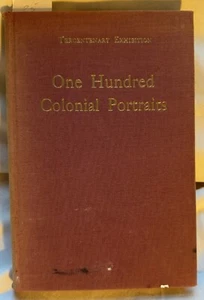 Tercentenary Exhibition
One Hundred
Colonial Portraits